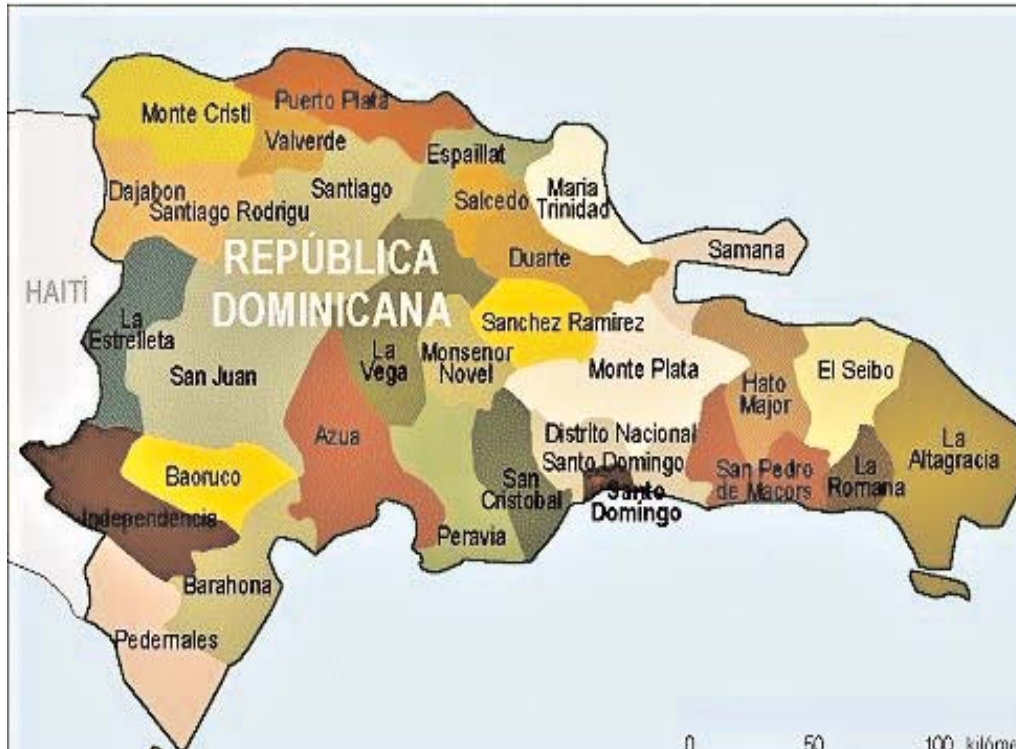 Puerto Plata
Monte Cristi
Valverde
Espaillat
Dajabon
Santiago
Salcedo
Maria
Trinidad
Santiago Rodrigu
REPÚBLICA
DOMINICANA
Duarte
Samana
HAITÍ
La
Estrelleta
Sanchez Ramirez
San Juan
La
Vega
Monsenor
Novel
Monte Plata
El Seibo
Hato
Major
Azua
Distrito Nacional
Santo Domingo
La
Altagracia
Baoruco
San
Cristobal
Santo
Domingo
San Pedro
de Macors
La
Romana
Independencia
Peravia
Barahona
Pedernales
0 50 100 kilóme